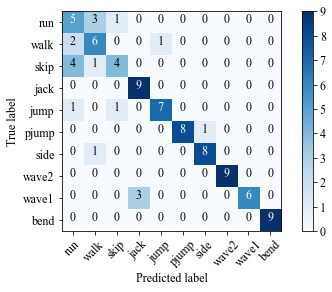 run 5 3 1 0 0 0 0 0 0 0
walk 2 6 0 0 1 0 0 0 0 0
skip 4 1 4 0 0 0 0 0 0 0
jack 0 0 0 9 0 0 0 0 0 0
jump 1 0 1 0 7 0 0 0 0 0
pjump 0 0 0 0 0 8 1 0 0 0
side 0 1 0 0 0 0 8 0 0 0
wave2 0 0 0 0 0 0 0 9 0 0
wave1 0 0 0 3 0 0 0 0 6 0
bend 0 0 0 0 0 0 0 0 0 9
run walk skip jack jump pjump side wave2 wave1 bend
Predicted label
True label
9
8
7
6
5
4
3
2
1
0